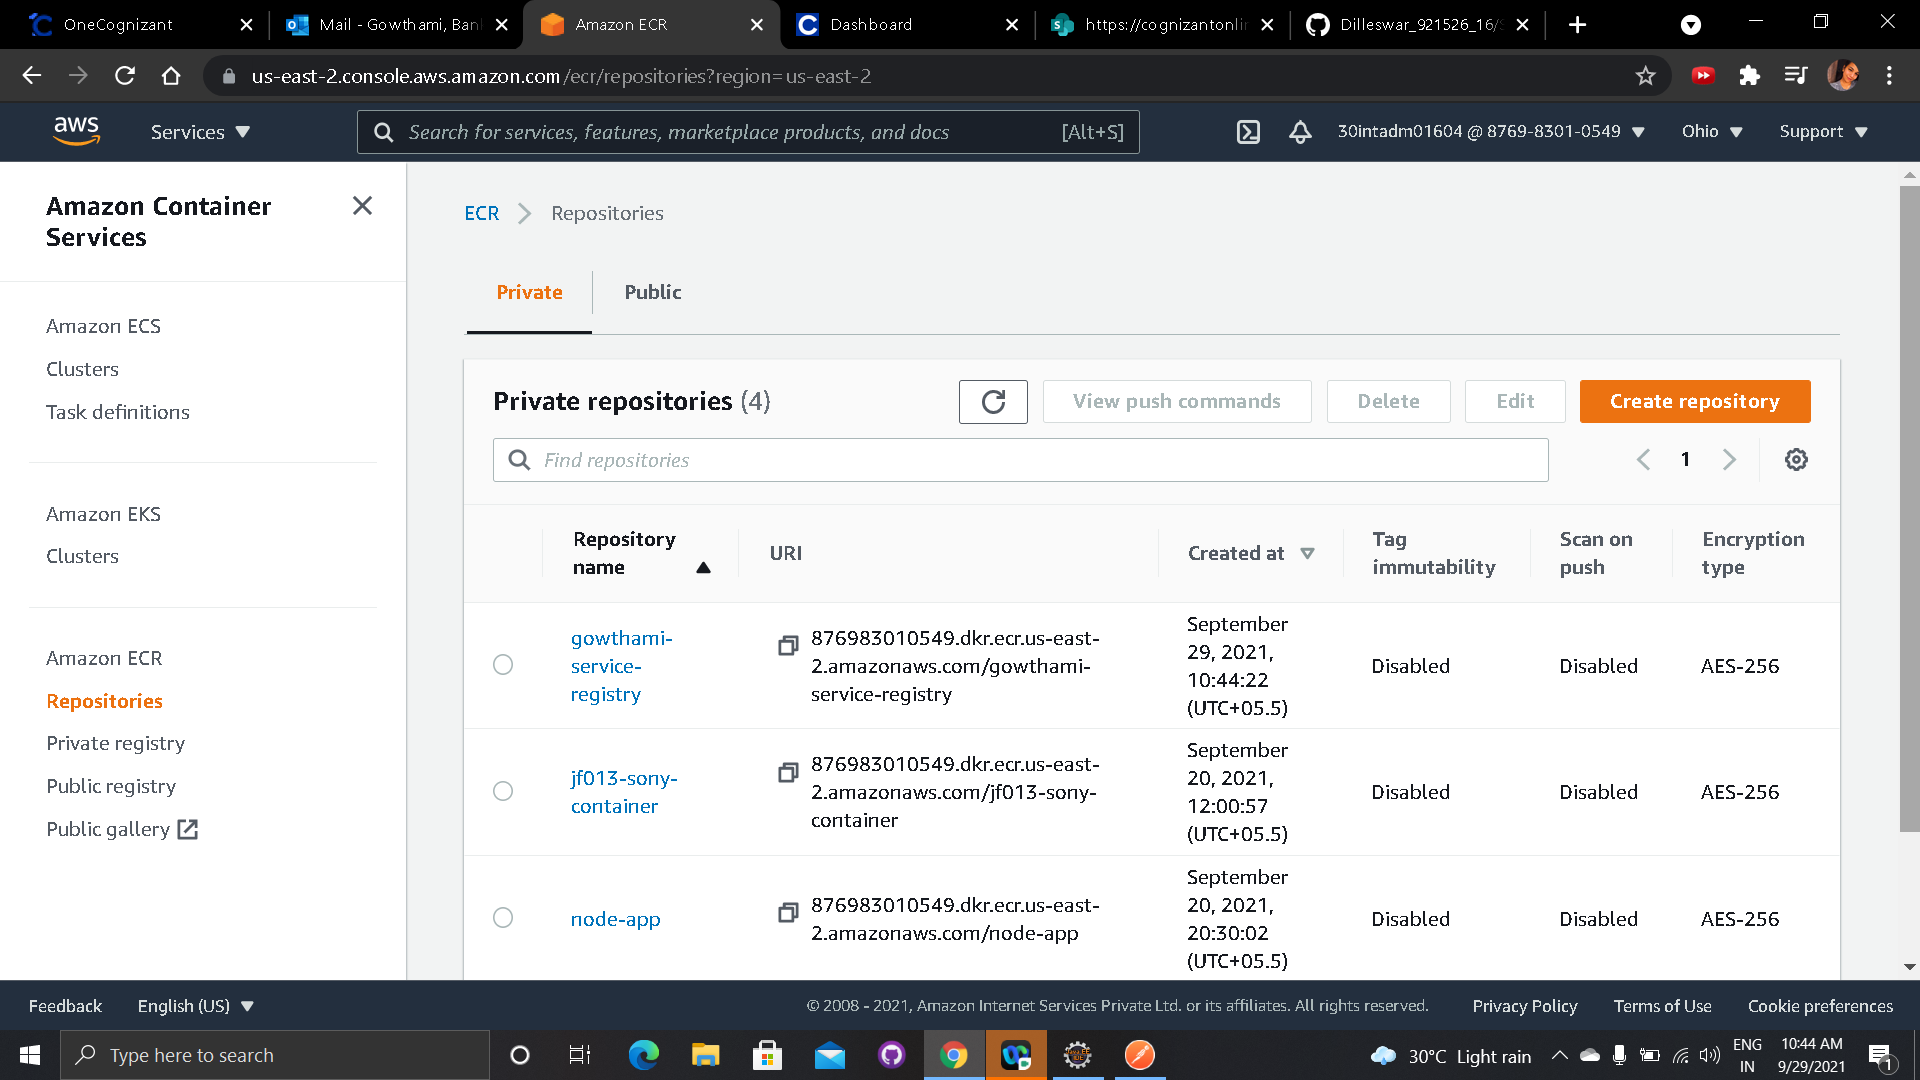 OneCognizant
Mail - Gowthami, Ban
Amazon ECR
Dashboard
https://cognizantonli
Dilleswar_921526_16/
us-east-2.console.aws.amazon.com/ecr/repositories?region=us-east-2
aws
Services
Search for services, features, marketplace products, and docs
[Alt+S]
30intadm01604 @ 8769-8301-0549
Ohio
Support
Amazon Container
Services
Amazon ECS
Clusters
Task definitions
Amazon EKS
Clusters
Amazon ECR
Repositories
Private registry
Public registry
Public gallery
ECR
Repositories
Private
Public
Private repositories (4)
View push commands
Delete
Edit
Create repository
Find repositories
1
Repository
name
URI
Created at
Tag
immutability
Scan on
push
Encryption
type
gowthami-
service-
registry
876983010549.dkr.ecr.us-east-
2.amazonaws.com/gowthami-
service-registry
September
29, 2021,
10:44:22
(UTC+05.5)
Disabled
Disabled
AES-256
jf013-sony-
container
876983010549.dkr.ecr.us-east-
2.amazonaws.com/jf013-sony-
container
September
20, 2021,
12:00:57
(UTC+05.5)
Disabled
Disabled
AES-256
node-app
876983010549.dkr.ecr.us-east-
2.amazonaws.com/node-app
September
20, 2021,
20:30:02
(UTC+05.5)
Disabled
Disabled
AES-256
Feedback
English (US)
© 2008 - 2021, Amazon Internet Services Private Ltd. or its affiliates. All rights reserved.
Privacy Policy
Terms of Use
Cookie preferences
Type here to search
30°C Light rain
ENG
IN
10:44 AM
9/29/2021
1